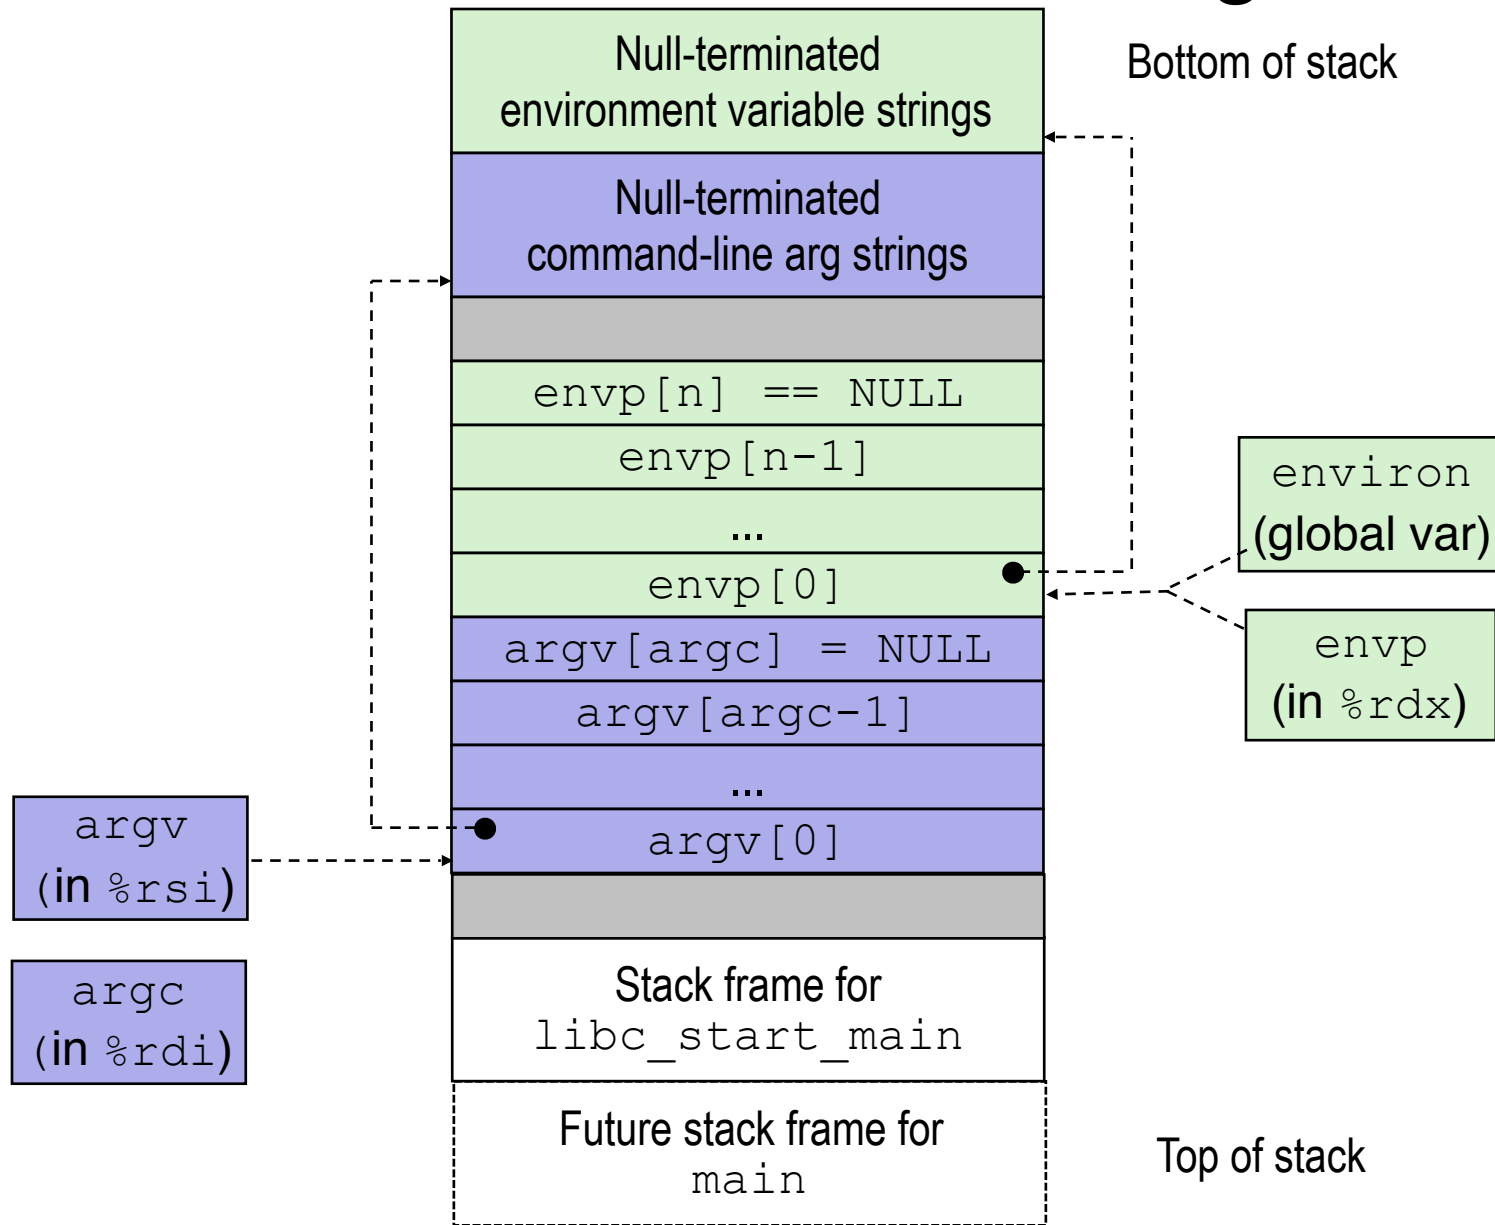 Null-terminated
environment variable strings
Bottom of stack
Null-terminated
command-line arg strings
envp[n] == NULL
envp[n-1]
...
envp[0]
environ
(global var)
envp
(in %rdx)
argv[argc] = NULL
argv[argc-1]
...
argv[0]
argv
(in %rsi)
argc
(in %rdi)
Stack frame for
libc_start_main
Future stack frame for
main
Top of stack